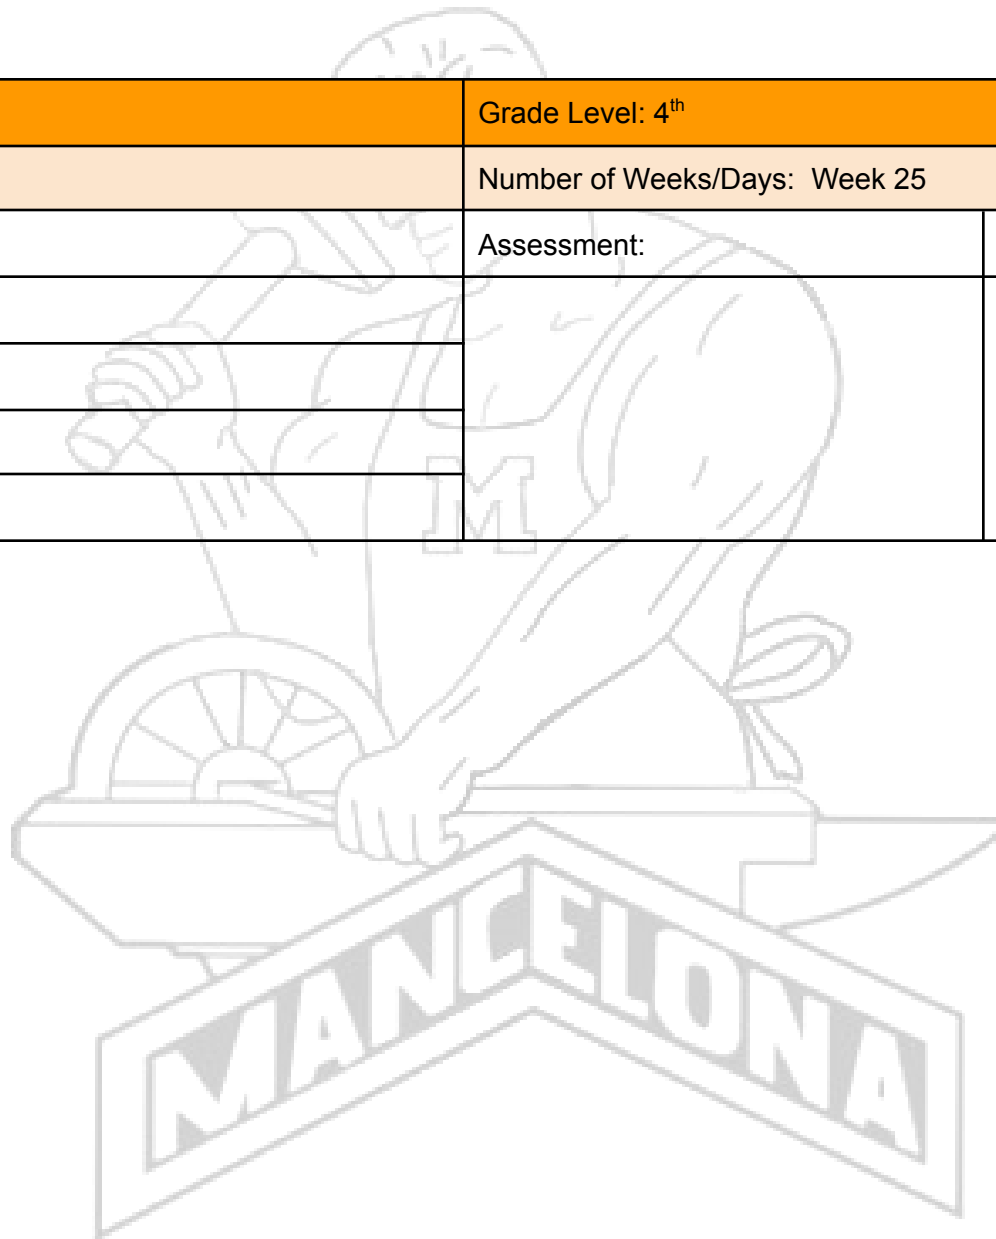 Grade Level: 4th
Number of Weeks/Days: Week 25
Assessment:
M
MANCELONA